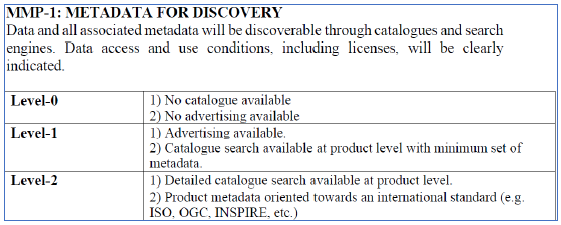 MMP-1: METADATA FOR DISCOVERY
Data and all associated metadata will be discoverable through catalogues and search
engines. Data access and use conditions, including licenses, will be clearly
indicated.
Level-0
1) No catalogue available
2) No advertising available
Level-1
1) Advertising available.
2) Catalogue search available at product level with minimum set of
metadata.
Level-2
1) Detailed catalogue search available at product level.
2) Product metadata oriented towards an international standard (e.g.
ISO, OGC, INSPIRE, etc.)